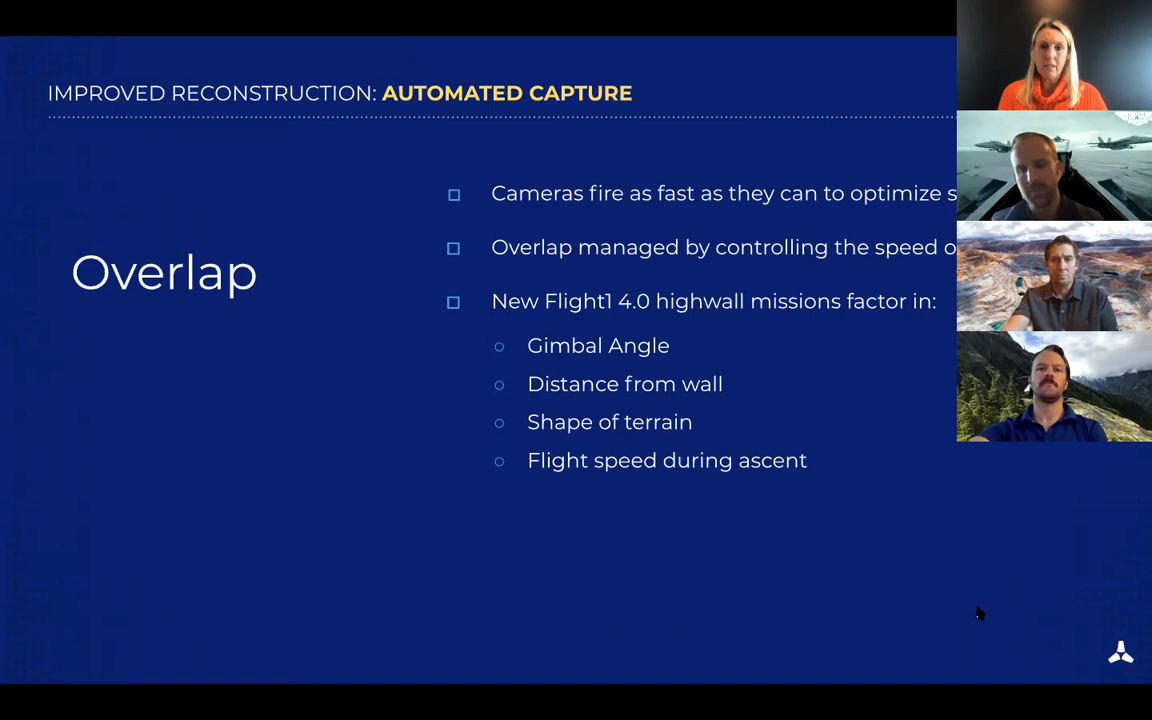 IMPROVED RECONSTRUCTION: AUTOMATED CAPTURE
Overlap
Cameras fire as fast as they can to optimize
Overlap managed by controlling the speed
New Flight1 4.0 highwall missions factor in:
Gimbal Angle
Distance from wall
Shape of terrain
Flight speed during ascent